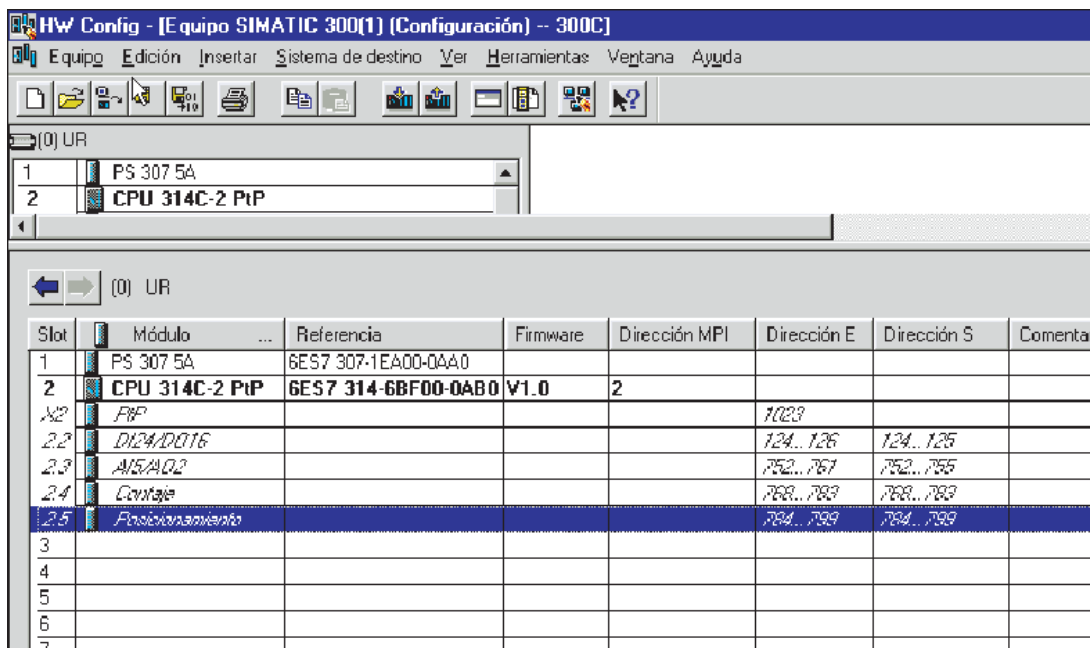 HW Config - [Equipo SIMATIC 300(1) (Configuración) -- 300C]
Equipo Edición Insertar Sistema de destino Ver Herramientas Ventana Ayuda
(0) UR
1 PS 307 5A
2 CPU 314C-2 PtP
(0) UR
Slot Módulo ... Referencia Firmware Dirección MPI Dirección E Dirección S Comenta
1 PS 307 5A 6ES7 307-1EA00-0AA0
2 CPU 314C-2 PtP 6ES7 314-6BF00-0AB0 V1.0 2
X2 PtP 1023
2.2 DI24/DO16 124...126 124...125
2.3 AI5/AO2 752...761 752...755
2.4 Contaje 768...783 768...783
2.5 Posicionamiento 784...799 784...799
3
4
5
6
7